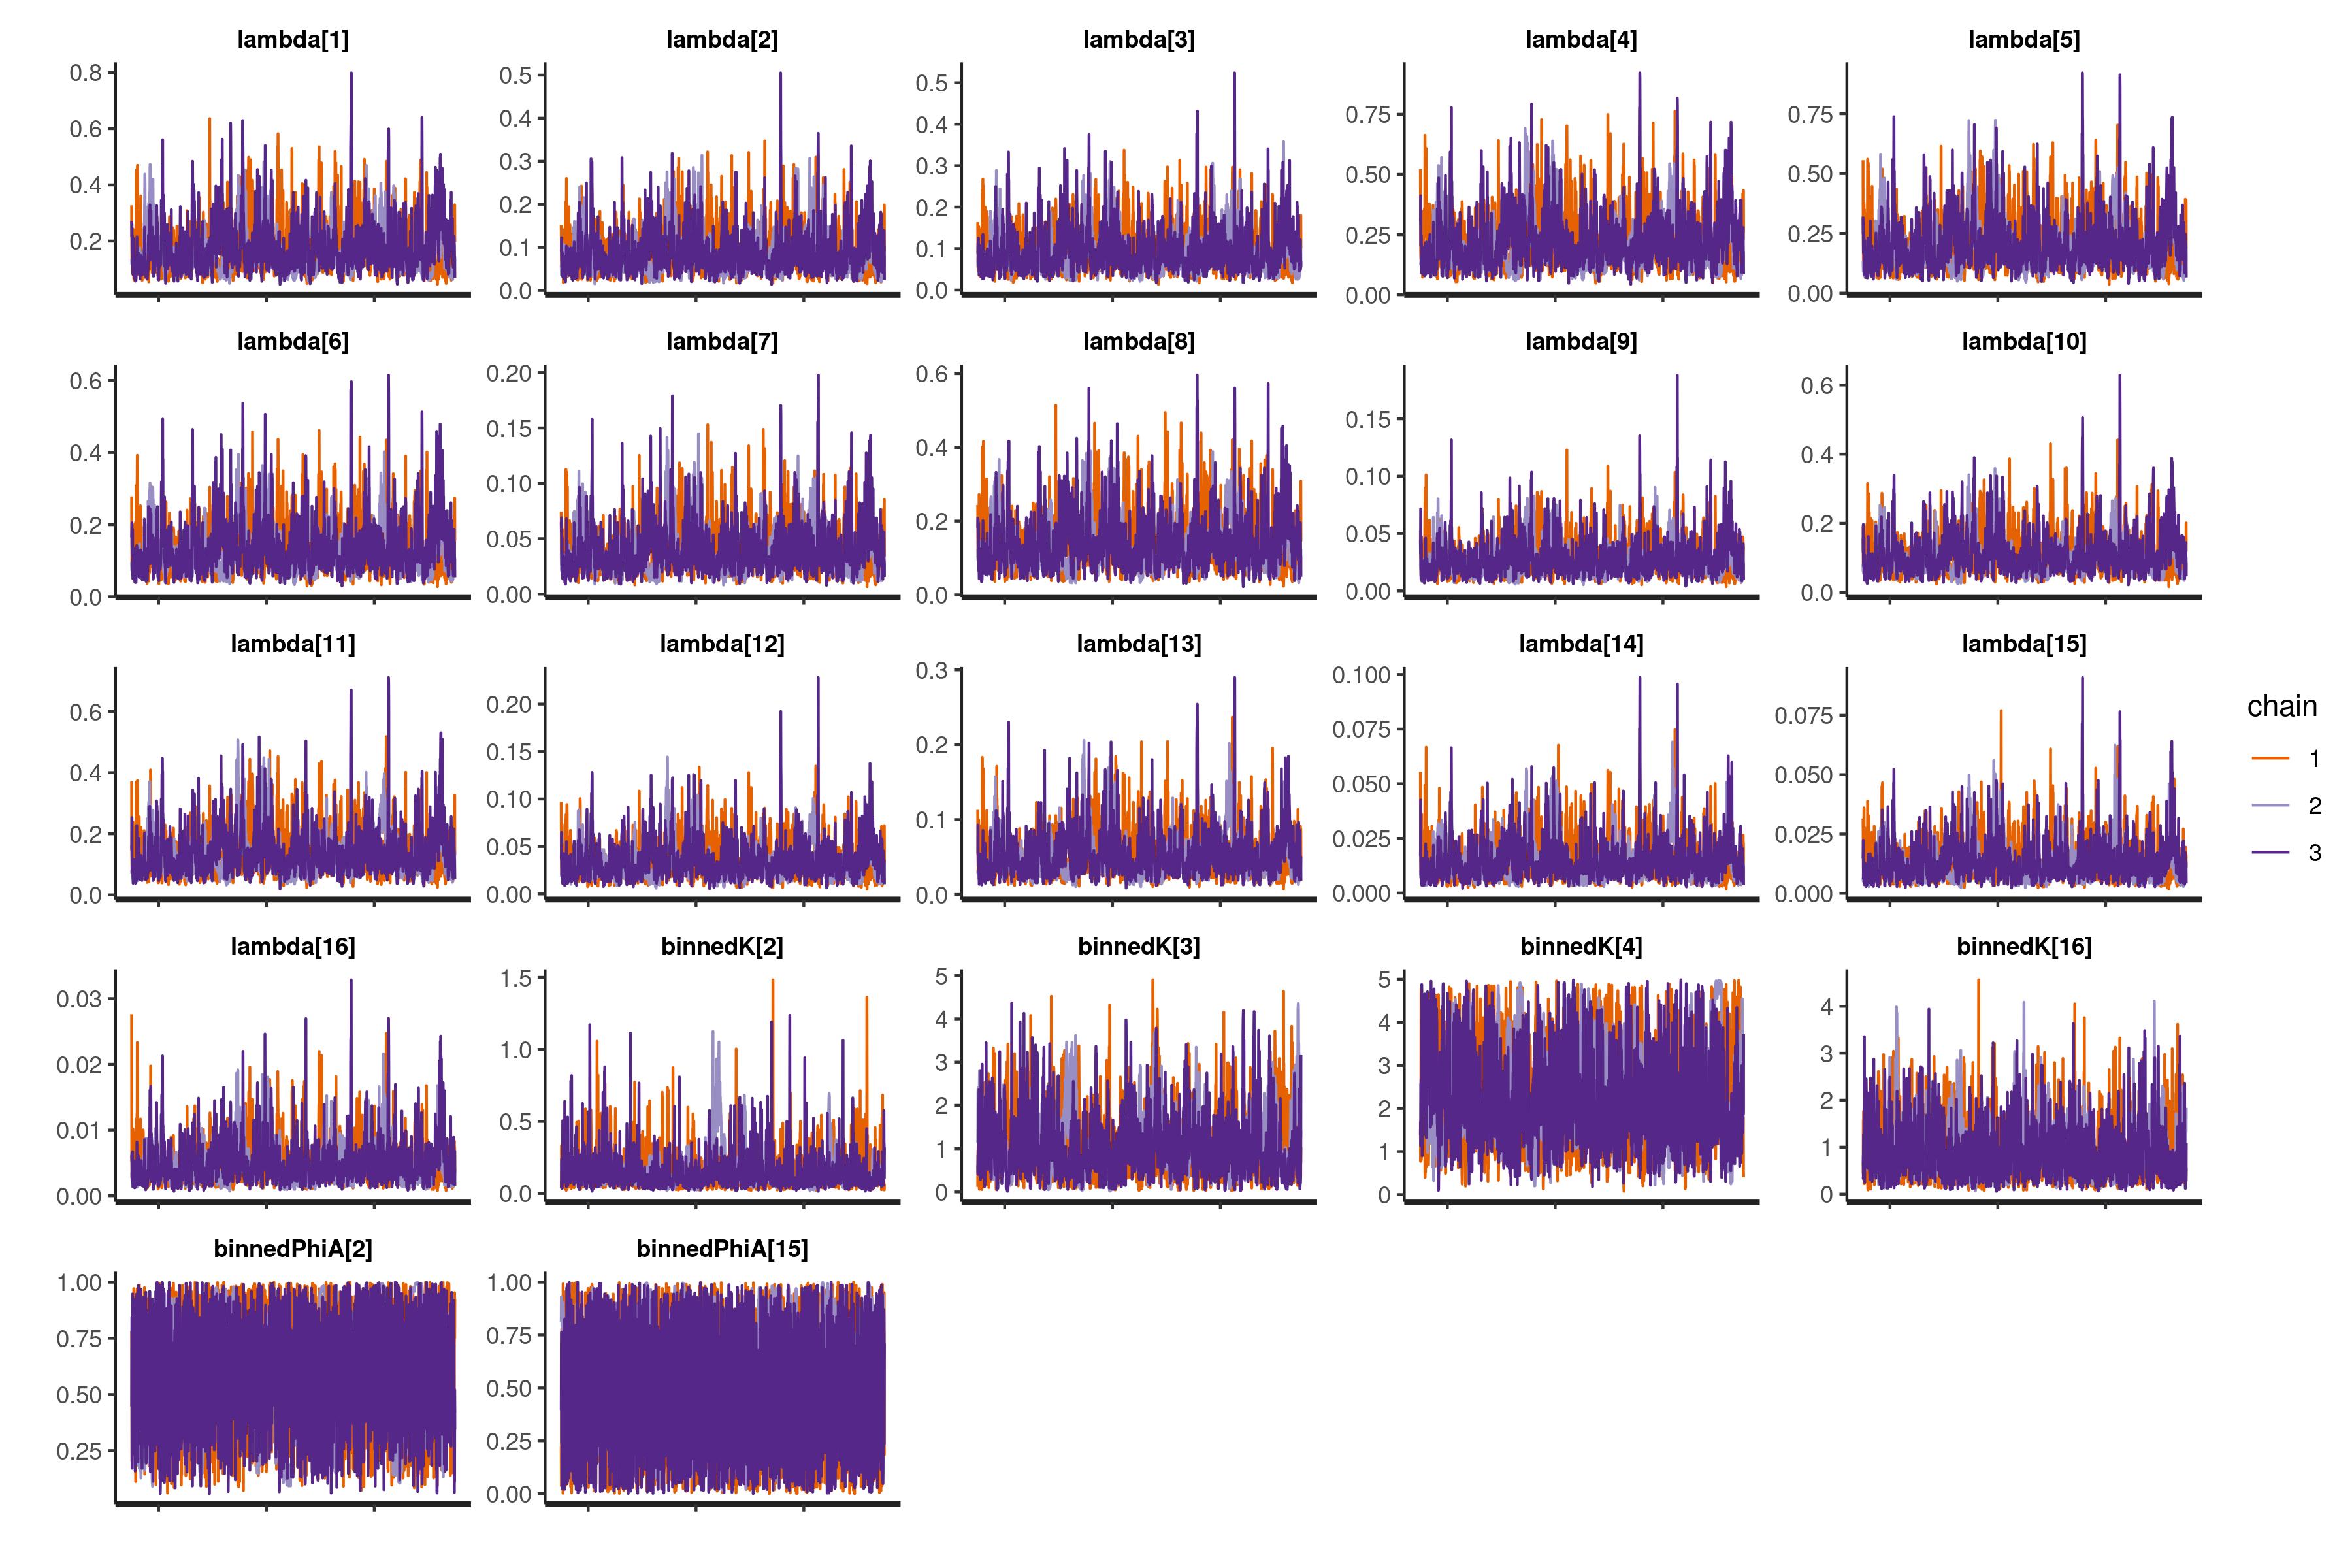 lambda[1] lambda[2] lambda[3] lambda[4] lambda[5]
0.8 0.6 0.4 0.2
0.5 0.4 0.3 0.2 0.1 0.0
0.5 0.4 0.3 0.2 0.1 0.0
0.75 0.50 0.25 0.00
0.75 0.50 0.25 0.00
lambda[6] lambda[7] lambda[8] lambda[9] lambda[10]
0.6 0.4 0.2 0.0
0.20 0.15 0.10 0.05 0.00
0.6 0.4 0.2 0.0
0.15 0.10 0.05 0.00
0.6 0.4 0.2 0.0
lambda[11] lambda[12] lambda[13] lambda[14] lambda[15]
0.6 0.4 0.2 0.0
0.20 0.15 0.10 0.05 0.00
0.3 0.2 0.1 0.0
0.100 0.075 0.050 0.025 0.000
0.075 0.050 0.025 0.000
lambda[16] binnedK[2] binnedK[3] binnedK[4] binnedK[16]
0.03 0.02 0.01 0.00
1.5 1.0 0.5 0.0
5 4 3 2 1 0
5 4 3 2 1 0
4 3 2 1 0
binnedPhiA[2] binnedPhiA[15]
1.00 0.75 0.50 0.25
1.00 0.75 0.50 0.25 0.00
chain
1
2
3